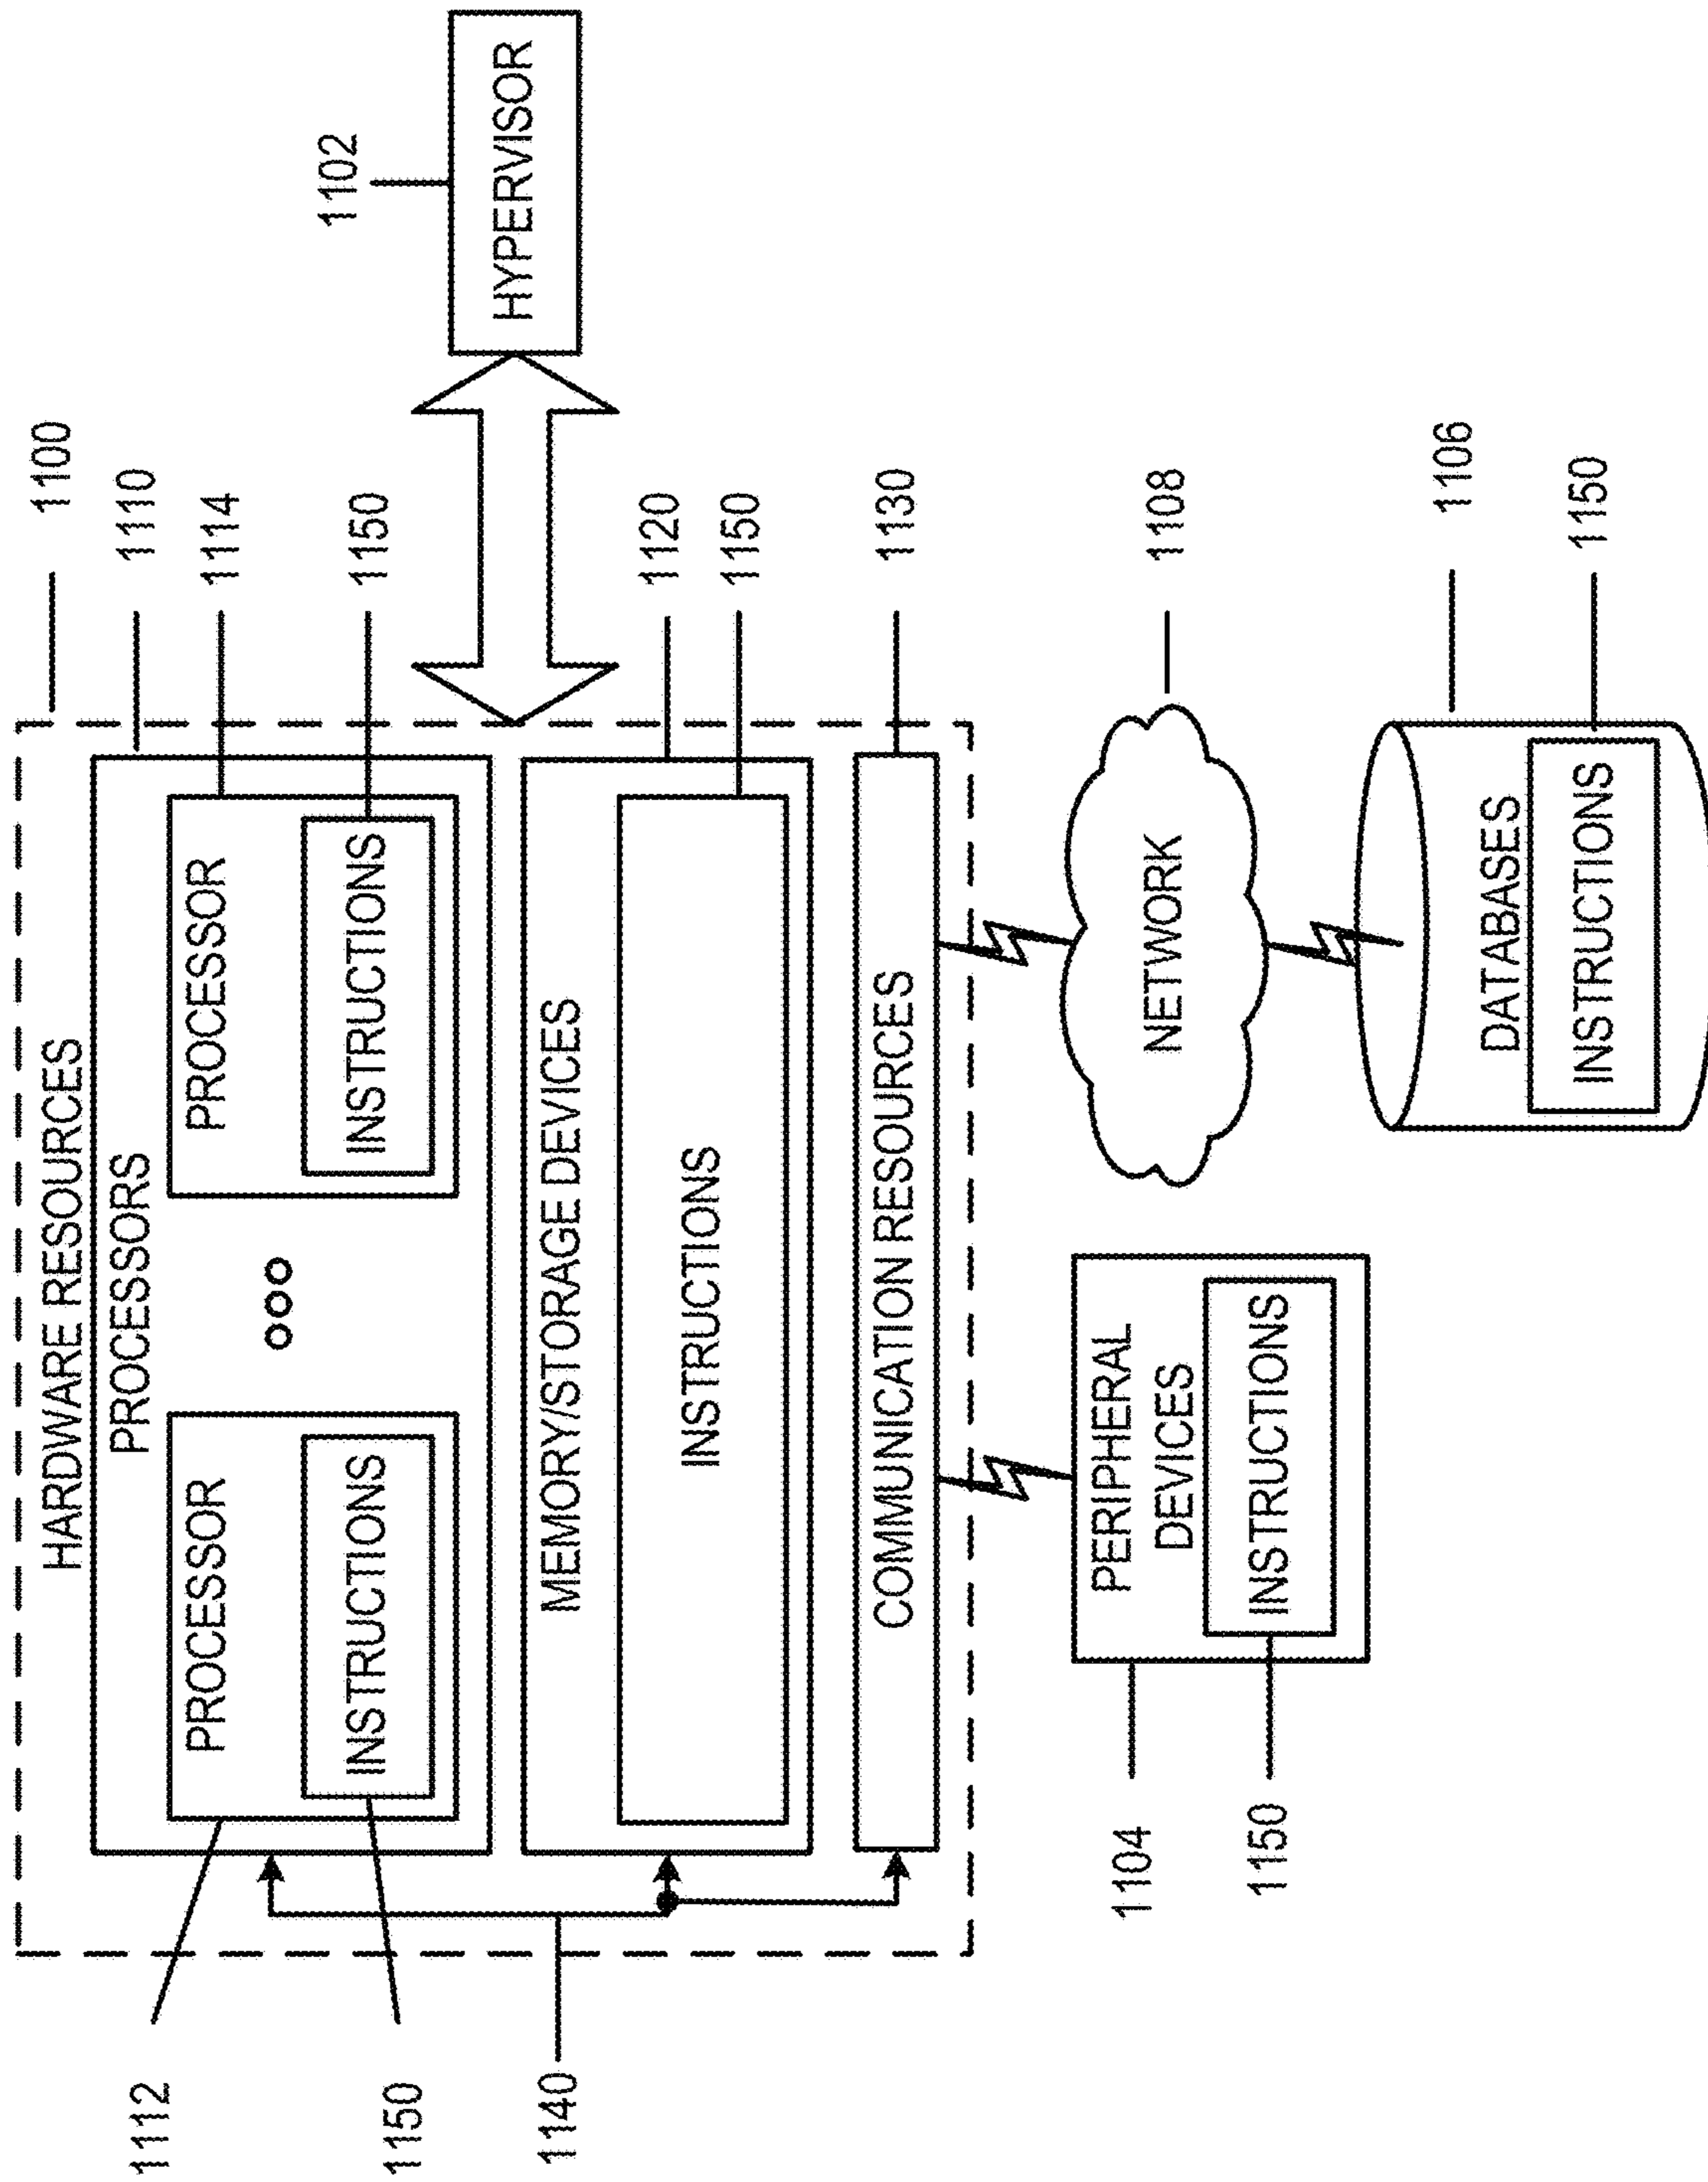 HARDWARE RESOURCES
1100
PROCESSORS
1110
PROCESSOR
PROCESSOR
1112
1114
INSTRUCTIONS
INSTRUCTIONS
1150
1150
1102
HYPERVISOR
1140
MEMORY/STORAGE DEVICES
1120
INSTRUCTIONS
1150
COMMUNICATION RESOURCES
1130
1104
PERIPHERAL
DEVICES
INSTRUCTIONS
1150
NETWORK
1108
1106
DATABASES
INSTRUCTIONS
1150